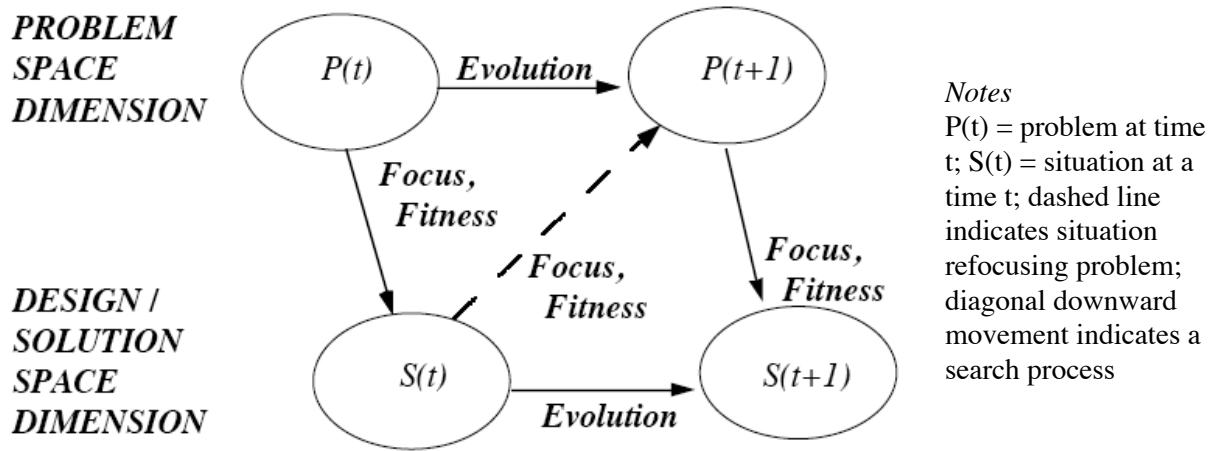 PROBLEM
SPACE
DIMENSION
P(t)
Evolution
P(t+1)
Focus,
Fitness
Focus,
Fitness
Focus,
Fitness
DESIGN /
SOLUTION
SPACE
DIMENSION
S(t)
Evolution
S(t+1)
Notes
P(t) = problem at time
t; S(t) = situation at a
time t; dashed line
indicates situation
refocusing problem;
diagonal downward
movement indicates a
search process